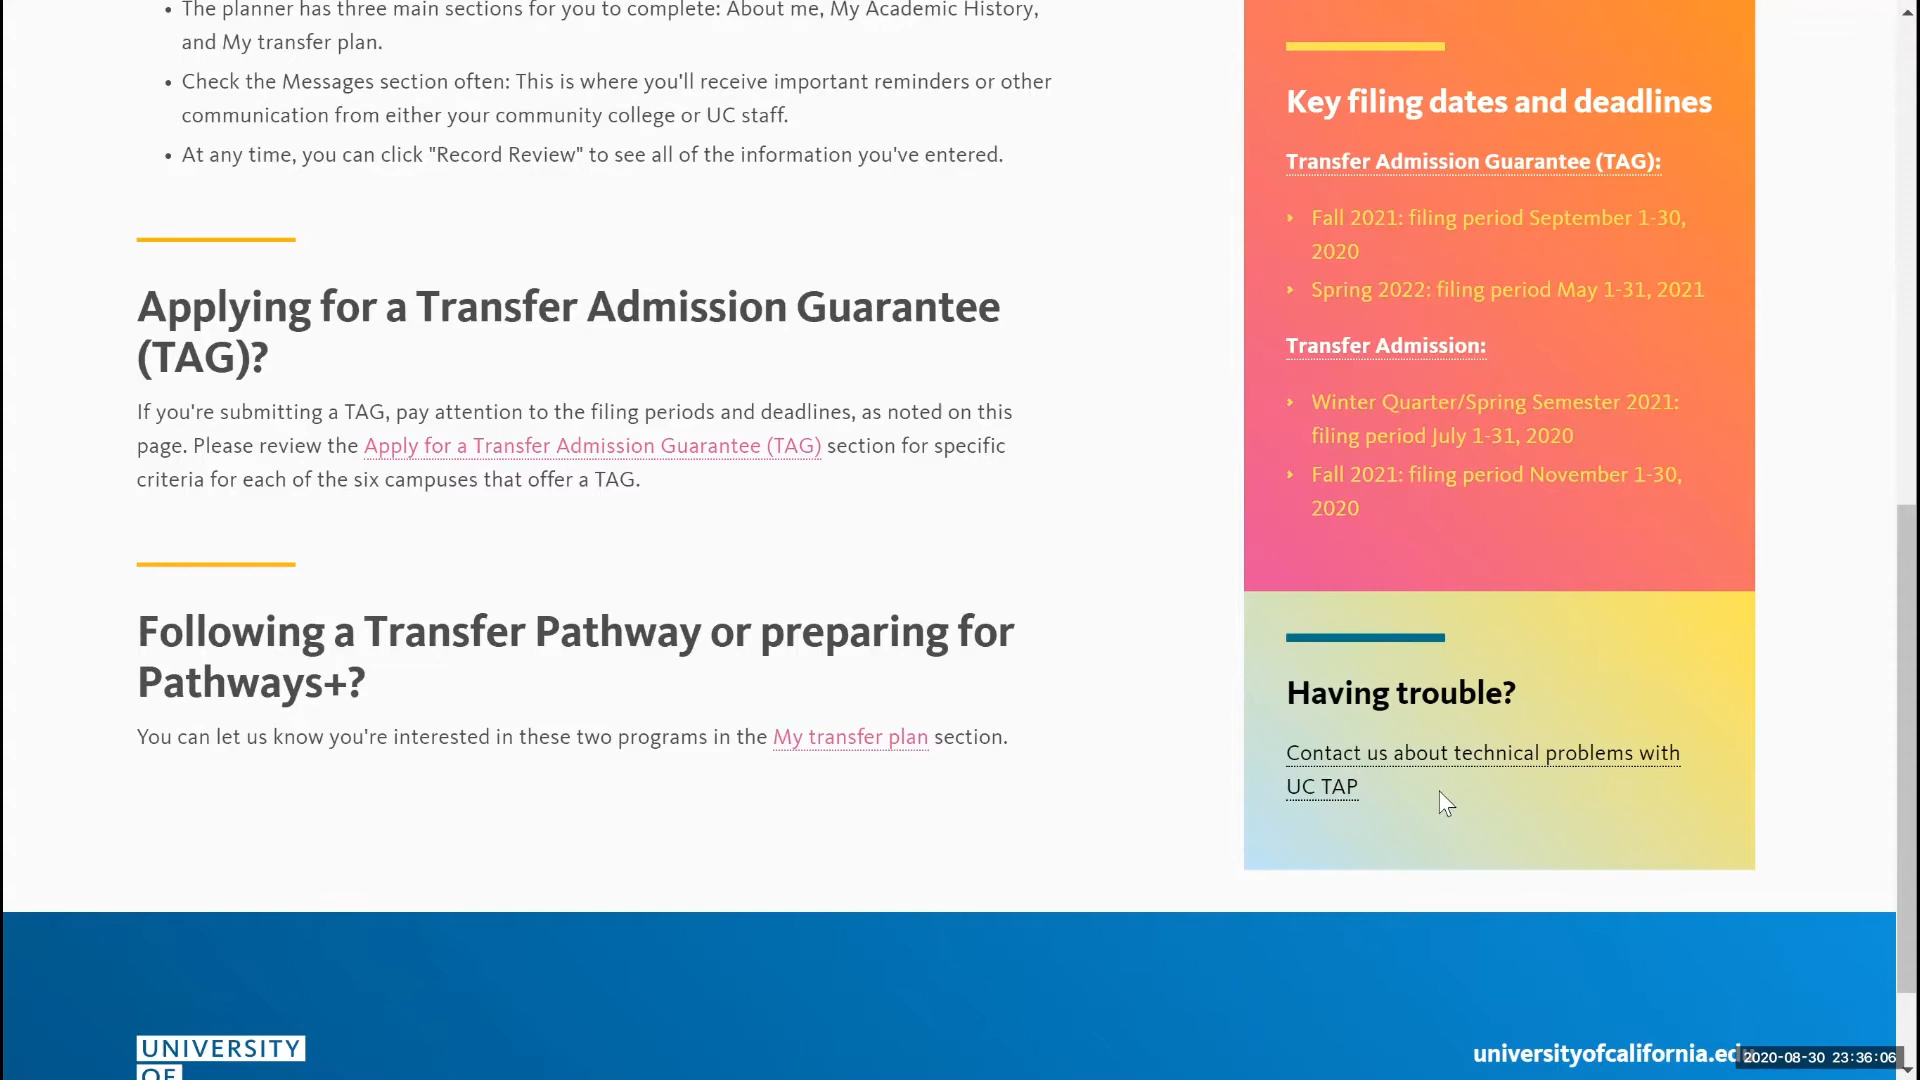 The planner has three main sections for you to complete: About me, My Academic History,
and My transfer plan.
Check the Messages section often: This is where you'll receive important reminders or other
communication from either your community college or UC staff.
At any time, you can click "Record Review" to see all of the information you've entered.
Applying for a Transfer Admission Guarantee
(TAG)?
If you're submitting a TAG, pay attention to the filing periods and deadlines, as noted on this
page. Please review the Apply for a Transfer Admission Guarantee (TAG) section for specific
criteria for each of the six campuses that offer a TAG.
Following a Transfer Pathway or preparing for
Pathways+?
You can let us know you're interested in these two programs in the My transfer plan section.
Key filing dates and deadlines
Transfer Admission Guarantee (TAG):
Fall 2021: filing period September 1-30,
2020
Spring 2022: filing period May 1-31, 2021
Transfer Admission:
Winter Quarter/Spring Semester 2021:
filing period July 1-31, 2020
Fall 2021: filing period November 1-30,
2020
Having trouble?
Contact us about technical problems with
UC TAP
UNIVERSITY
OF
universityofcalifornia.edu
2020-08-30 23:36:06